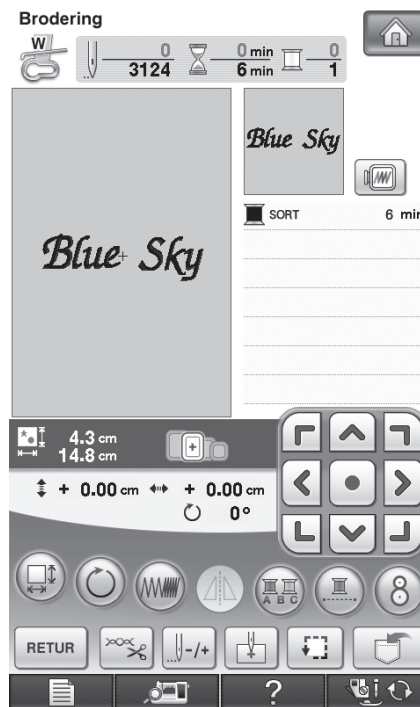 Brodering
W
0
3124
0 min
6 min
0
1
Blue Sky
SORT 6 min
Blue Sky
4.3 cm
14.8 cm
+ 0.00 cm + 0.00 cm
0°
A B C
8
RETUR
-/+
?